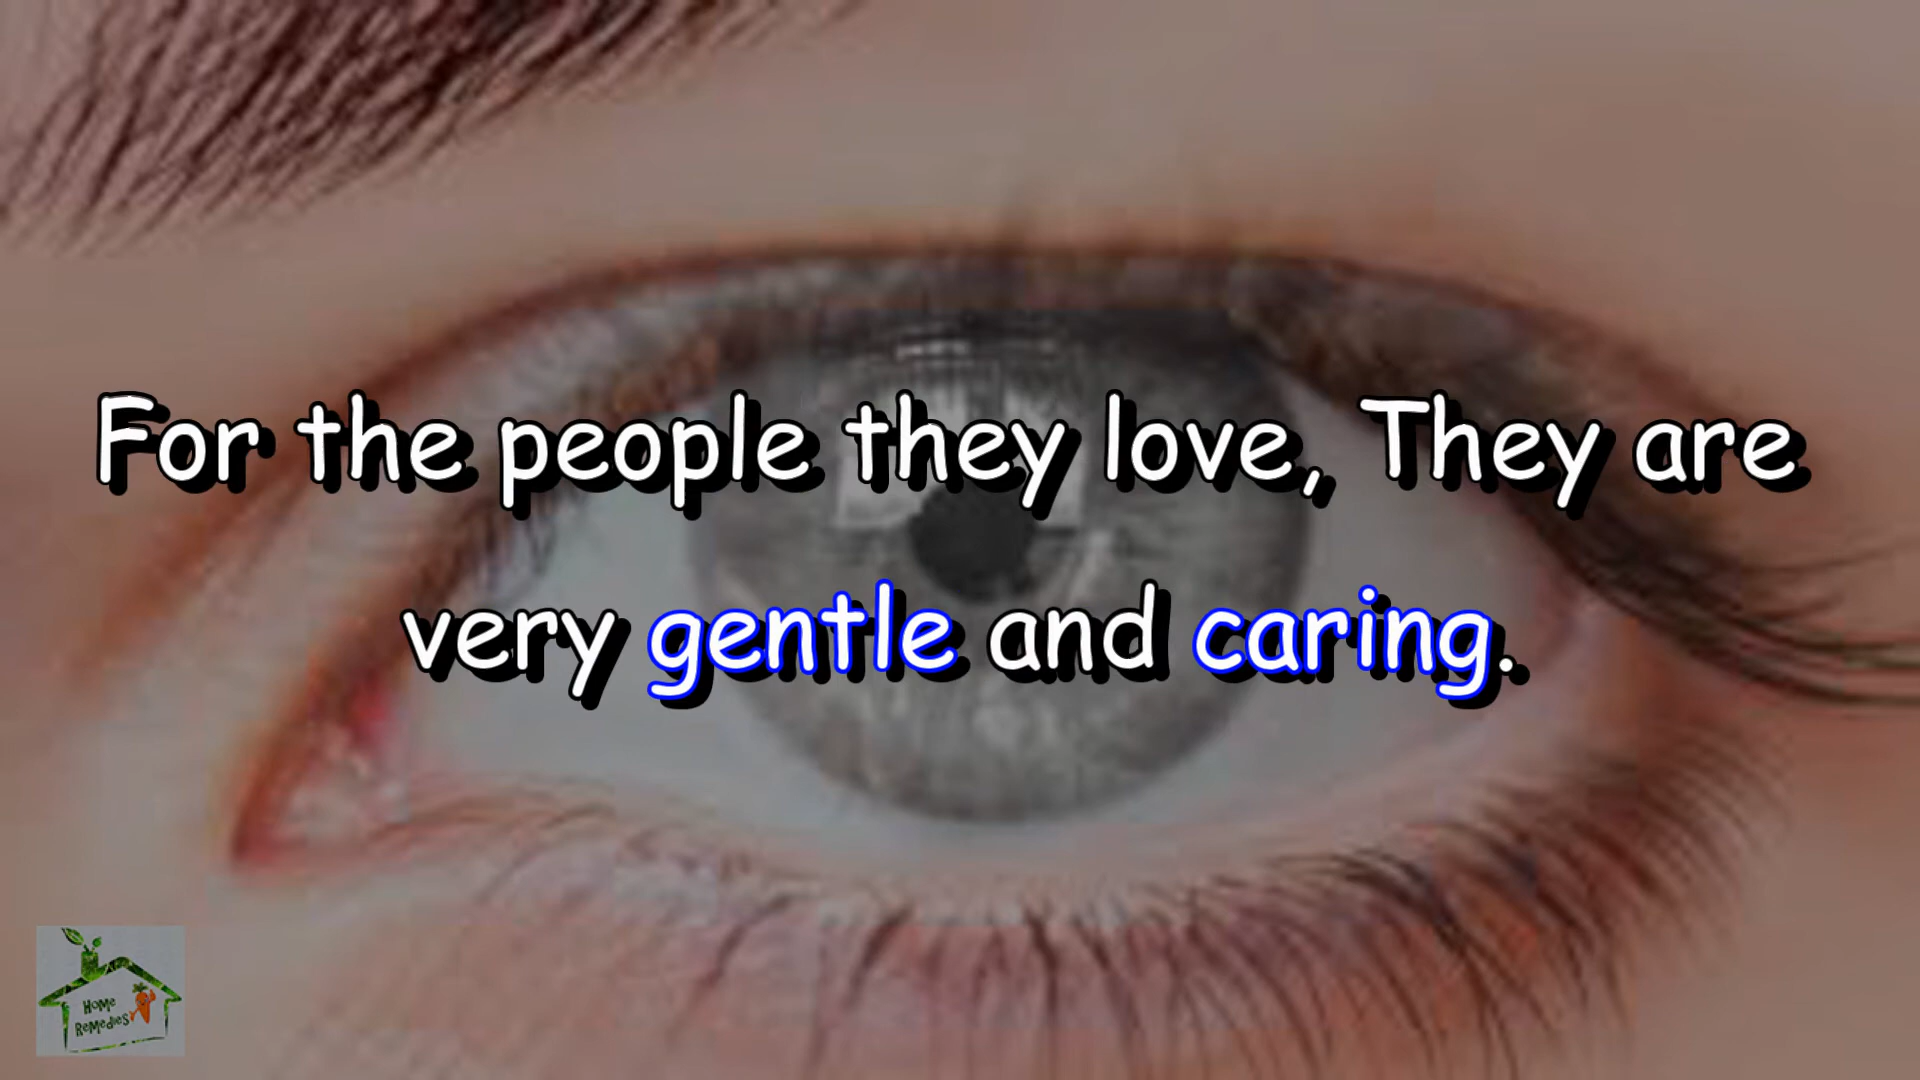 For the people they love, They are
very gentle and caring.
Home
Remedies